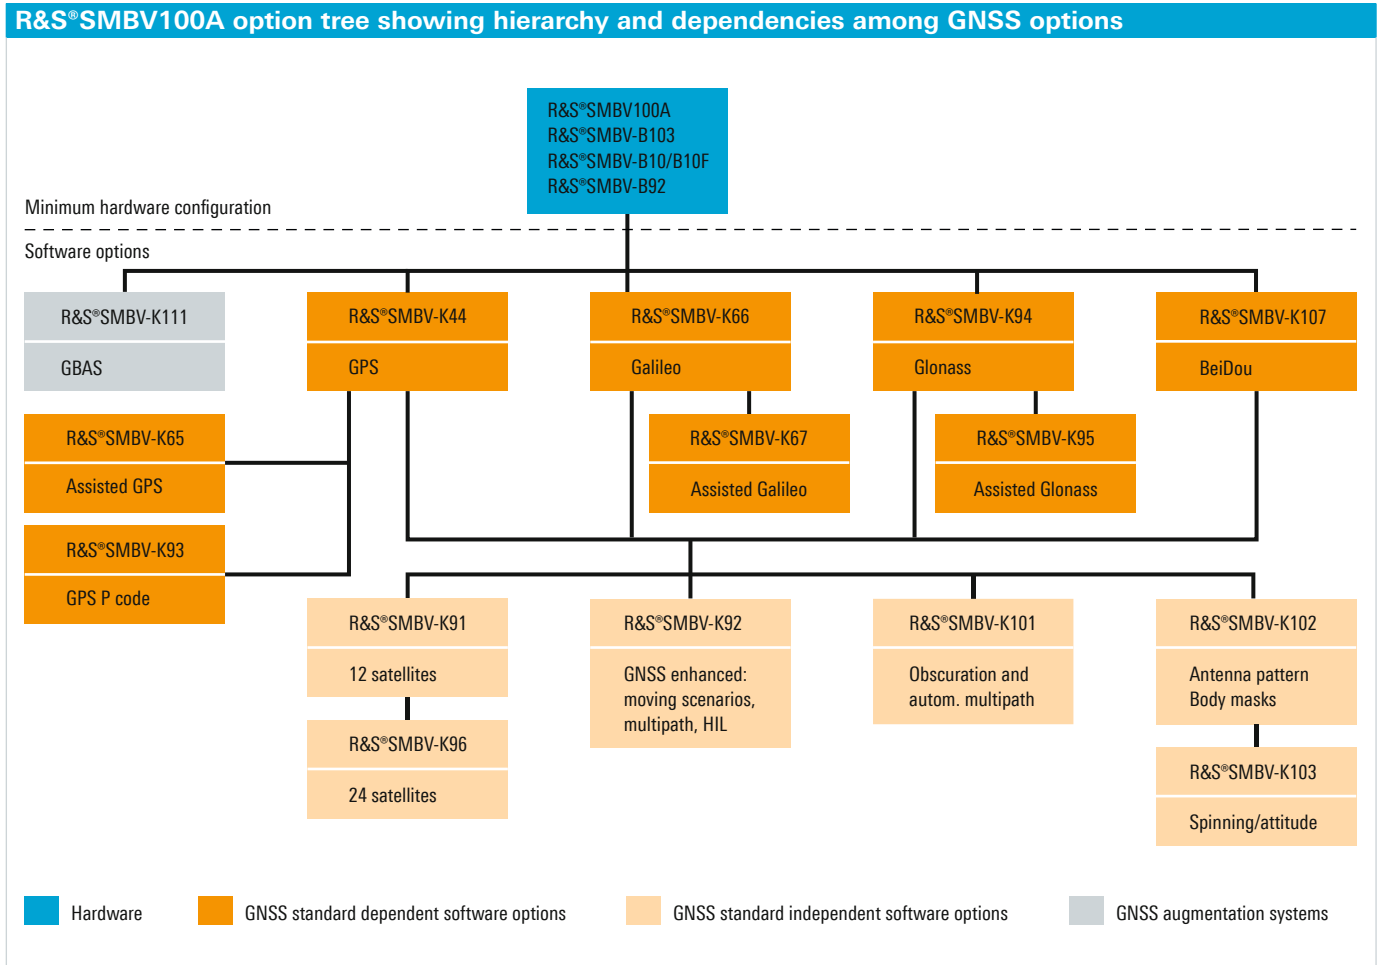 R&S®SMBV100A option tree showing hierarchy and dependencies among GNSS options
R&S®SMBV100A
R&S®SMBV-B103
R&S®SMBV-B10/B10F
R&S®SMBV-B92
Minimum hardware configuration
Software options
R&S®SMBV-K111
GBAS
R&S®SMBV-K44
GPS
R&S®SMBV-K66
Galileo
R&S®SMBV-K94
Glonass
R&S®SMBV-K107
BeiDou
R&S®SMBV-K65
Assisted GPS
R&S®SMBV-K67
Assisted Galileo
R&S®SMBV-K95
Assisted Glonass
R&S®SMBV-K93
GPS P code
R&S®SMBV-K91
12 satellites
R&S®SMBV-K92
GNSS enhanced:
moving scenarios,
multipath, HIL
R&S®SMBV-K101
Obscuration and
autom. multipath
R&S®SMBV-K102
Antenna pattern
Body masks
R&S®SMBV-K96
24 satellites
R&S®SMBV-K103
Spinning/attitude
Hardware
GNSS standard dependent software options
GNSS standard independent software options
GNSS augmentation systems